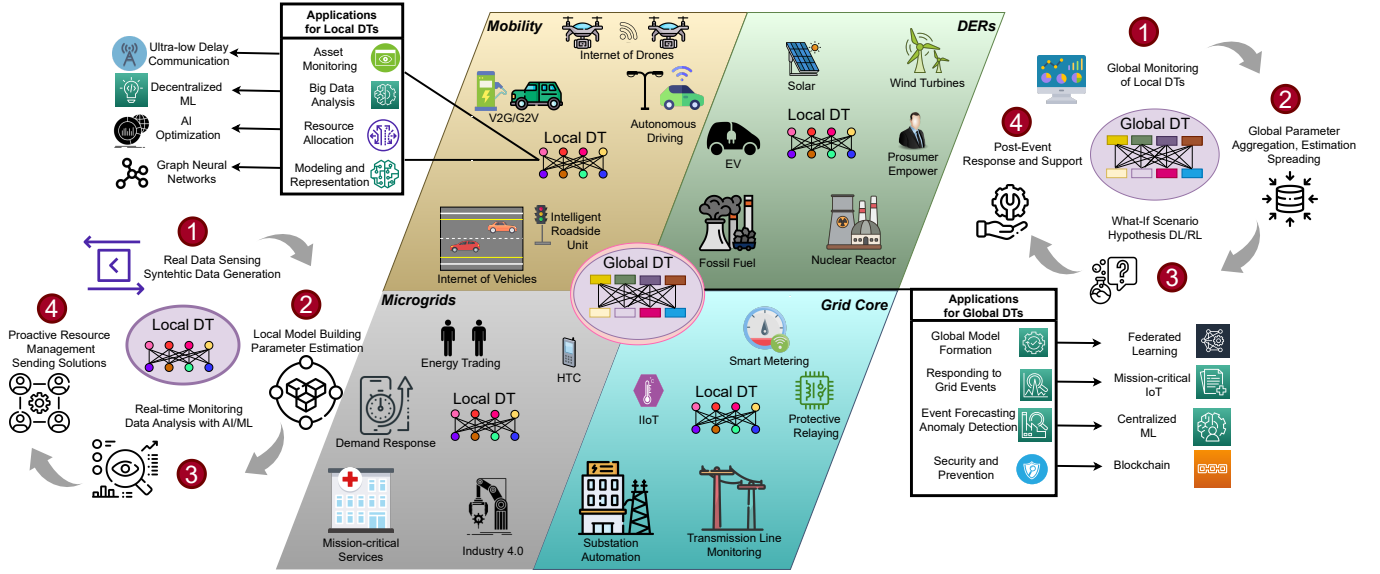 Applications
for Local DTs
Ultra-low Delay
Communication
Decentralized
ML
AI
Optimization
Graph Neural
Networks
Asset
Monitoring
Big Data
Analysis
Resource
Allocation
Modeling and
Representation
Mobility
Internet of Drones
V2G/G2V
Autonomous
Driving
Local DT
Intelligent
Roadside
Unit
Internet of Vehicles
DERs
Solar
Wind Turbines
Local DT
EV
Prosumer
Empower
Fossil Fuel
Nuclear Reactor
Global DT
1
Global Monitoring
of Local DTs
2
Global Parameter
Aggregation, Estimation
Spreading
4
Post-Event
Response and Support
Global DT
What-If Scenario
Hypothesis DL/RL
3
1
Real Data Sensing
Syntehtic Data Generation
4
Proactive Resource
Management
Sending Solutions
Local DT
2
Local Model Building
Parameter Estimation
Real-time Monitoring
Data Analysis with AI/ML
3
Microgrids
Energy Trading
HTC
Demand Response
Local DT
Mission-critical
Services
Industry 4.0
Grid Core
Smart Metering
IIoT
°C
Local DT
Protective
Relaying
Substation
Automation
Transmission Line
Monitoring
Applications
for Global DTs
Global Model
Formation
Responding to
Grid Events
Event Forecasting
Anomaly Detection
Security and
Prevention
Federated
Learning
Mission-critical
IoT
Centralized
ML
Blockchain